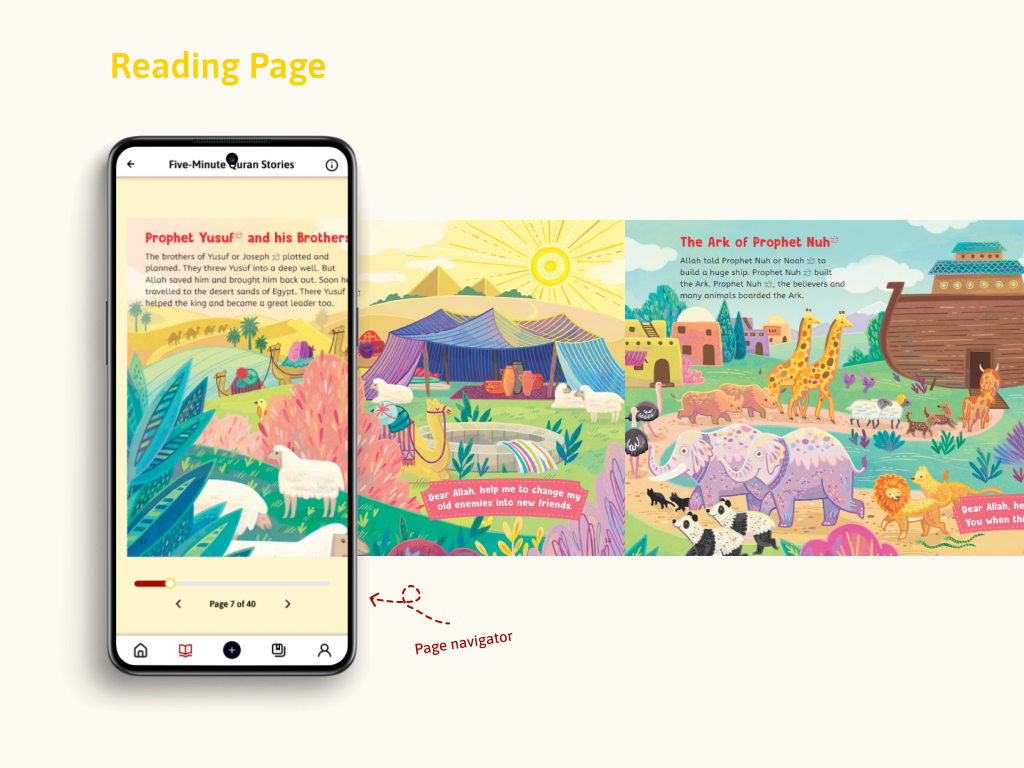 Reading Page
Five-Minute Quran Stories
Prophet Yusuf and his Brothers
The brothers of Yusuf or Joseph plotted and
planned. They threw Yusuf into a deep well. But
Allah saved him and brought him back out. Soon
travelled to the desert sands of Egypt. There Yusuf
helped the king and became a great leader too.
Dear Allah, help me to change my
old enemies into new friends.
The Ark of Prophet Nuh
Allah told Prophet Nuh or Noah to
build a huge ship. Prophet Nuh built
the Ark. Prophet Nuh, the believers and
many animals boarded the Ark.
Dear Allah, he
You when thi
Page 7 of 40
Page navigator